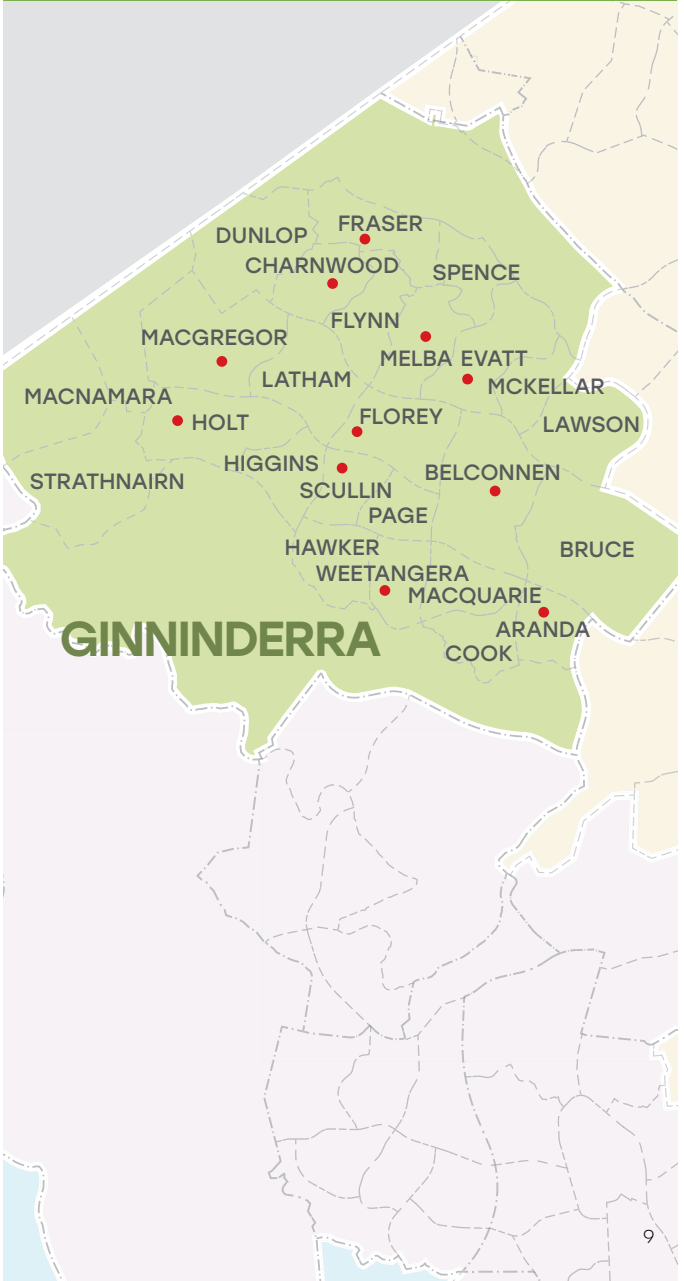 FRASER
DUNLOP
CHARNWOOD
SPENCE
FLYNN
MACGREGOR
MELBA EVATT
LATHAM
MCKELLAR
MACNAMARA
HOLT
FLOREY
LAWSON
HIGGINS
BELCONNEN
STRATHNAIRN
SCULLIN
PAGE
HAWKER
BRUCE
WEETANGERA
MACQUARIE
ARANDA
GINNINDERRA
COOK
9